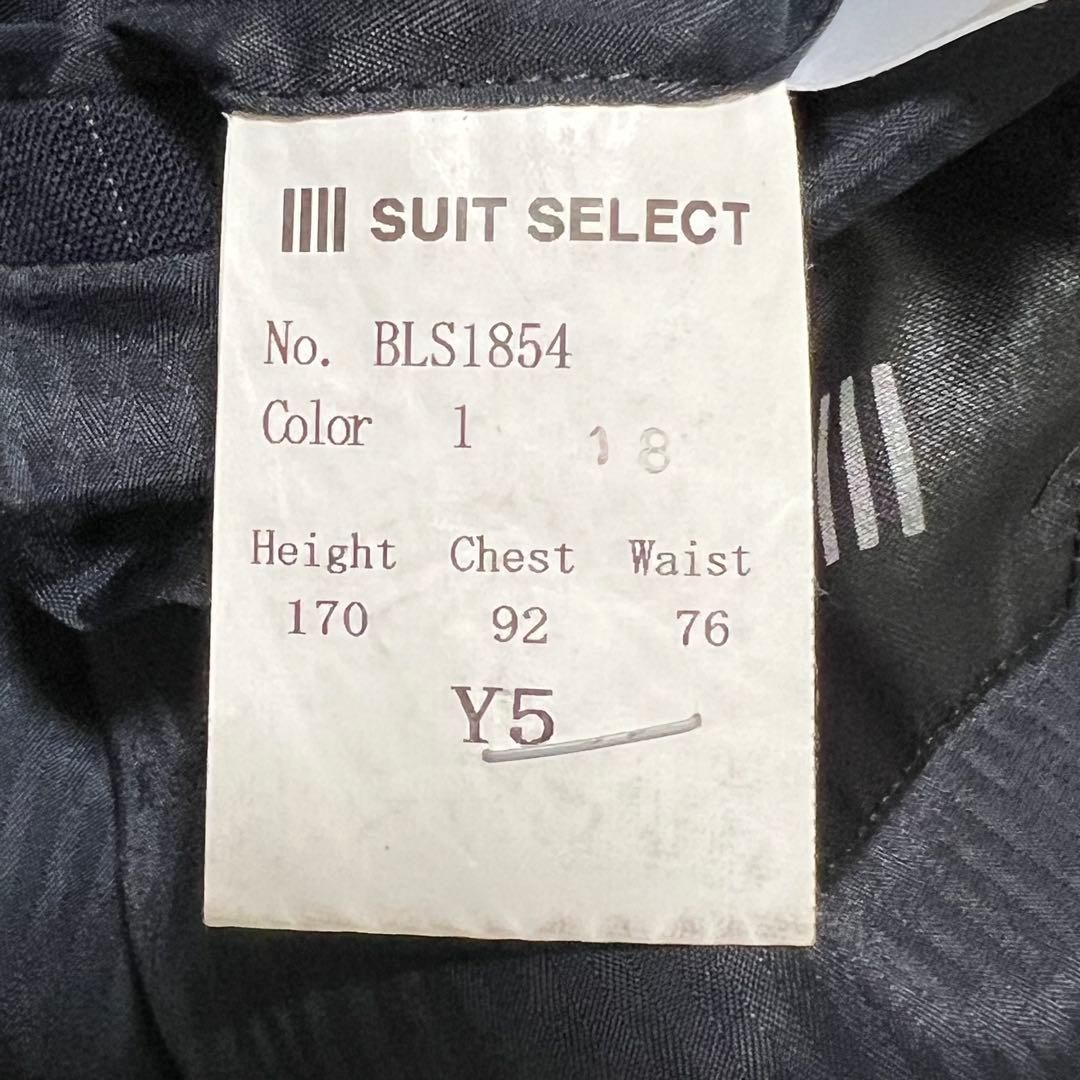 SUIT SELECT
No. BLS1854
Color 1 18
Height Chest Waist
170 92 76
Y5